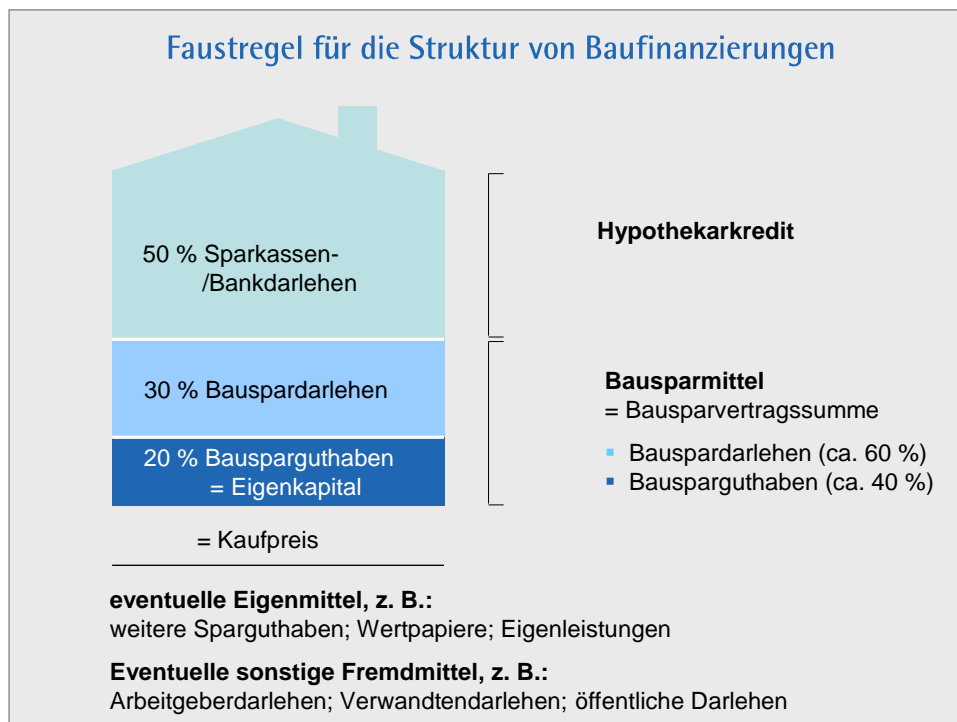 Faustregel für die Struktur von Baufinanzierungen
50 % Sparkassen-
/Bankdarlehen
Hypothekarkredit
30 % Bauspardarlehen
20 % Bausparguthaben
= Eigenkapital
Bausparmittel
= Bausparvertragssumme
Bauspardarlehen (ca. 60 %)
Bausparguthaben (ca. 40 %)
= Kaufpreis
eventuelle Eigenmittel, z. B.:
weitere Sparguthaben; Wertpapiere; Eigenleistungen
Eventuelle sonstige Fremdmittel, z. B.:
Arbeitgeberdarlehen; Verwandtendarlehen; öffentliche Darlehen